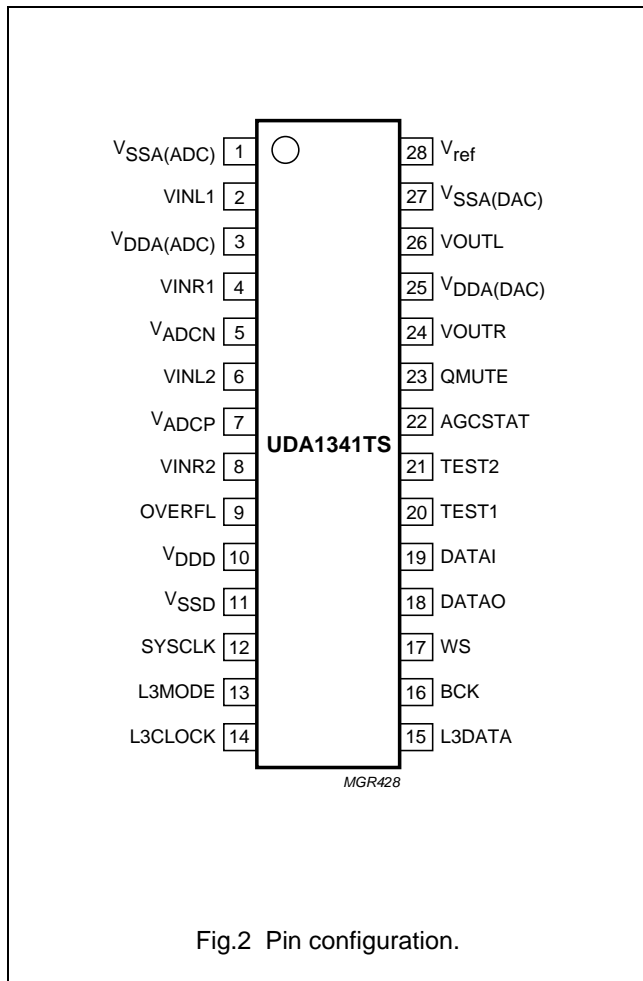 VSSA(ADC) 1
28 Vref
VINL1 2
27 VSSA(DAC)
VDDA(ADC) 3
26 VOUTL
VINR1 4
25 VDDA(DAC)
VADCN 5
24 VOUTR
VINL2 6
23 QMUTE
VADCP 7
22 AGCSTAT
UDA1341TS
VINR2 8
21 TEST2
OVERFL 9
20 TEST1
VDDD 10
19 DATAI
VSSD 11
18 DATAO
SYSCLK 12
17 WS
L3MODE 13
16 BCK
L3CLOCK 14
15 L3DATA
MGR428
Fig.2 Pin configuration.